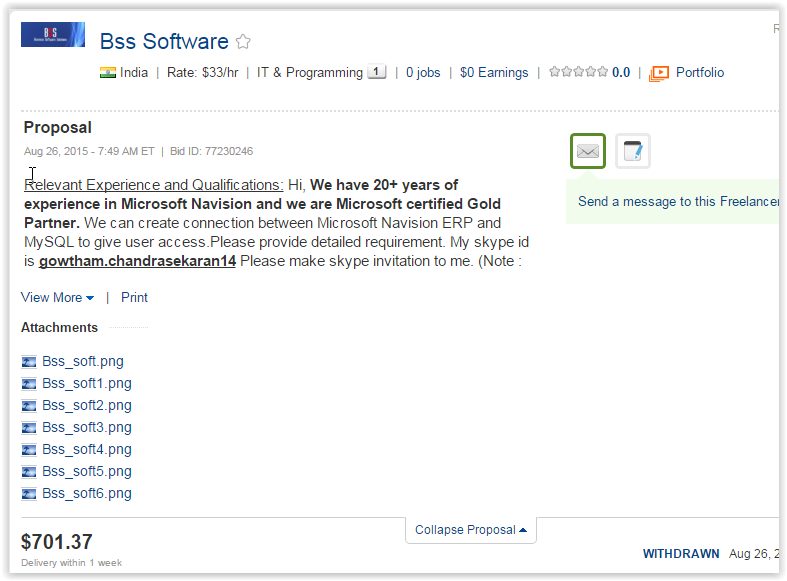 BSS
Bss Software
India | Rate: $33/hr | IT & Programming 1 | 0 jobs | $0 Earnings | 0.0 | Portfolio
Proposal
Aug 26, 2015 - 7:49 AM ET | Bid ID: 77230246
Relevant Experience and Qualifications: Hi, We have 20+ years of
experience in Microsoft Navision and we are Microsoft certified Gold
Partner. We can create connection between Microsoft Navision ERP and
MySQL to give user access.Please provide detailed requirement. My skype id
is gowtham.chandrasekaran14 Please make skype invitation to me. (Note :
Send a message to this Freelancer
View More | Print
Attachments
Bss_soft.png
Bss_soft1.png
Bss_soft2.png
Bss_soft3.png
Bss_soft4.png
Bss_soft5.png
Bss_soft6.png
Collapse Proposal
$701.37
Delivery within 1 week
WITHDRAWN Aug 26, 2